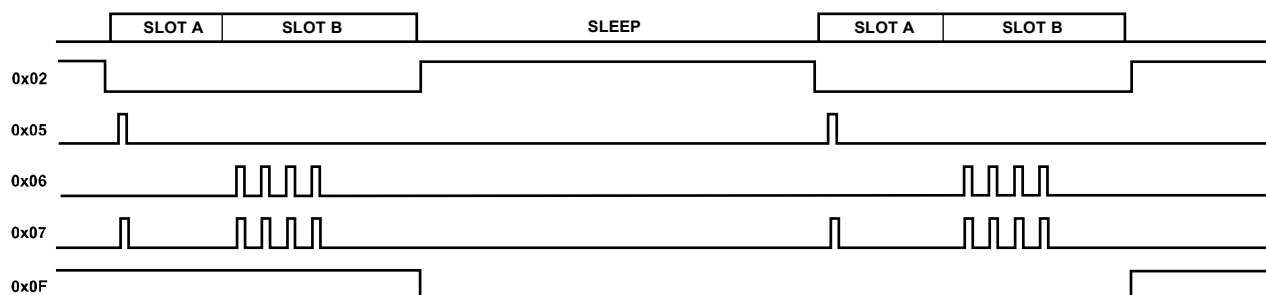 SLOT A SLOT B SLEEP SLOT A SLOT B
0x02
0x05
0x06
0x07
0x0F